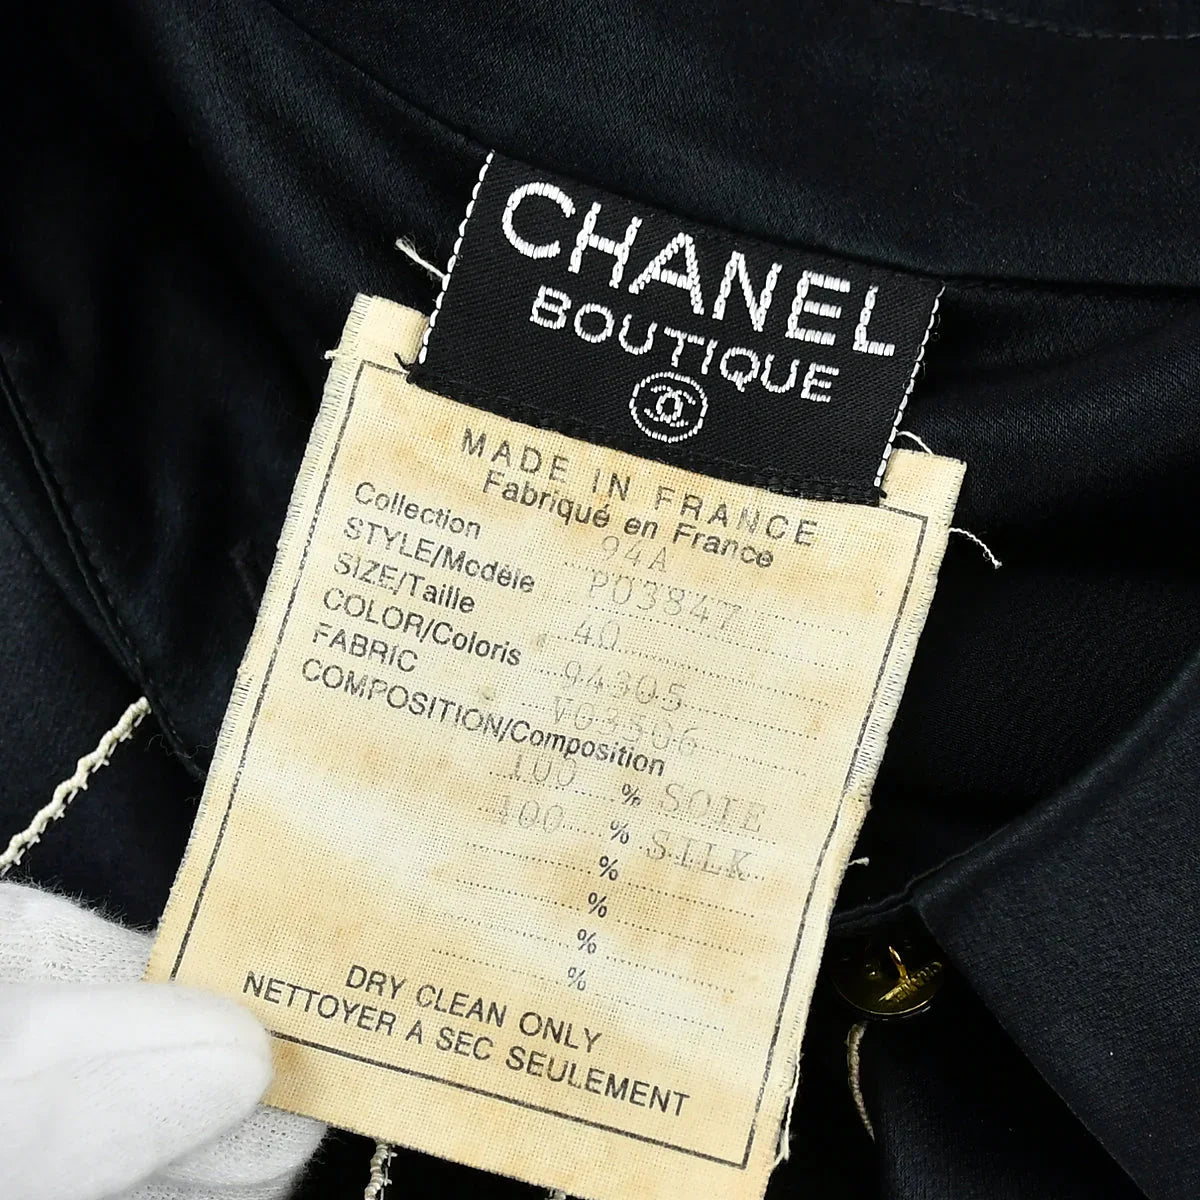 CHANEL
BOUTIQUE
MADE IN FRANCE
Fabriqué en France
Collection 94A
STYLE/Modèle P03847
SIZE/Taille 40
COLOR/Coloris 94305
FABRIC V03506
COMPOSITION/Composition
100 % SOIE
100 % SILK
%
%
%
%
DRY CLEAN ONLY
NETTOYER A SEC SEULEMENT